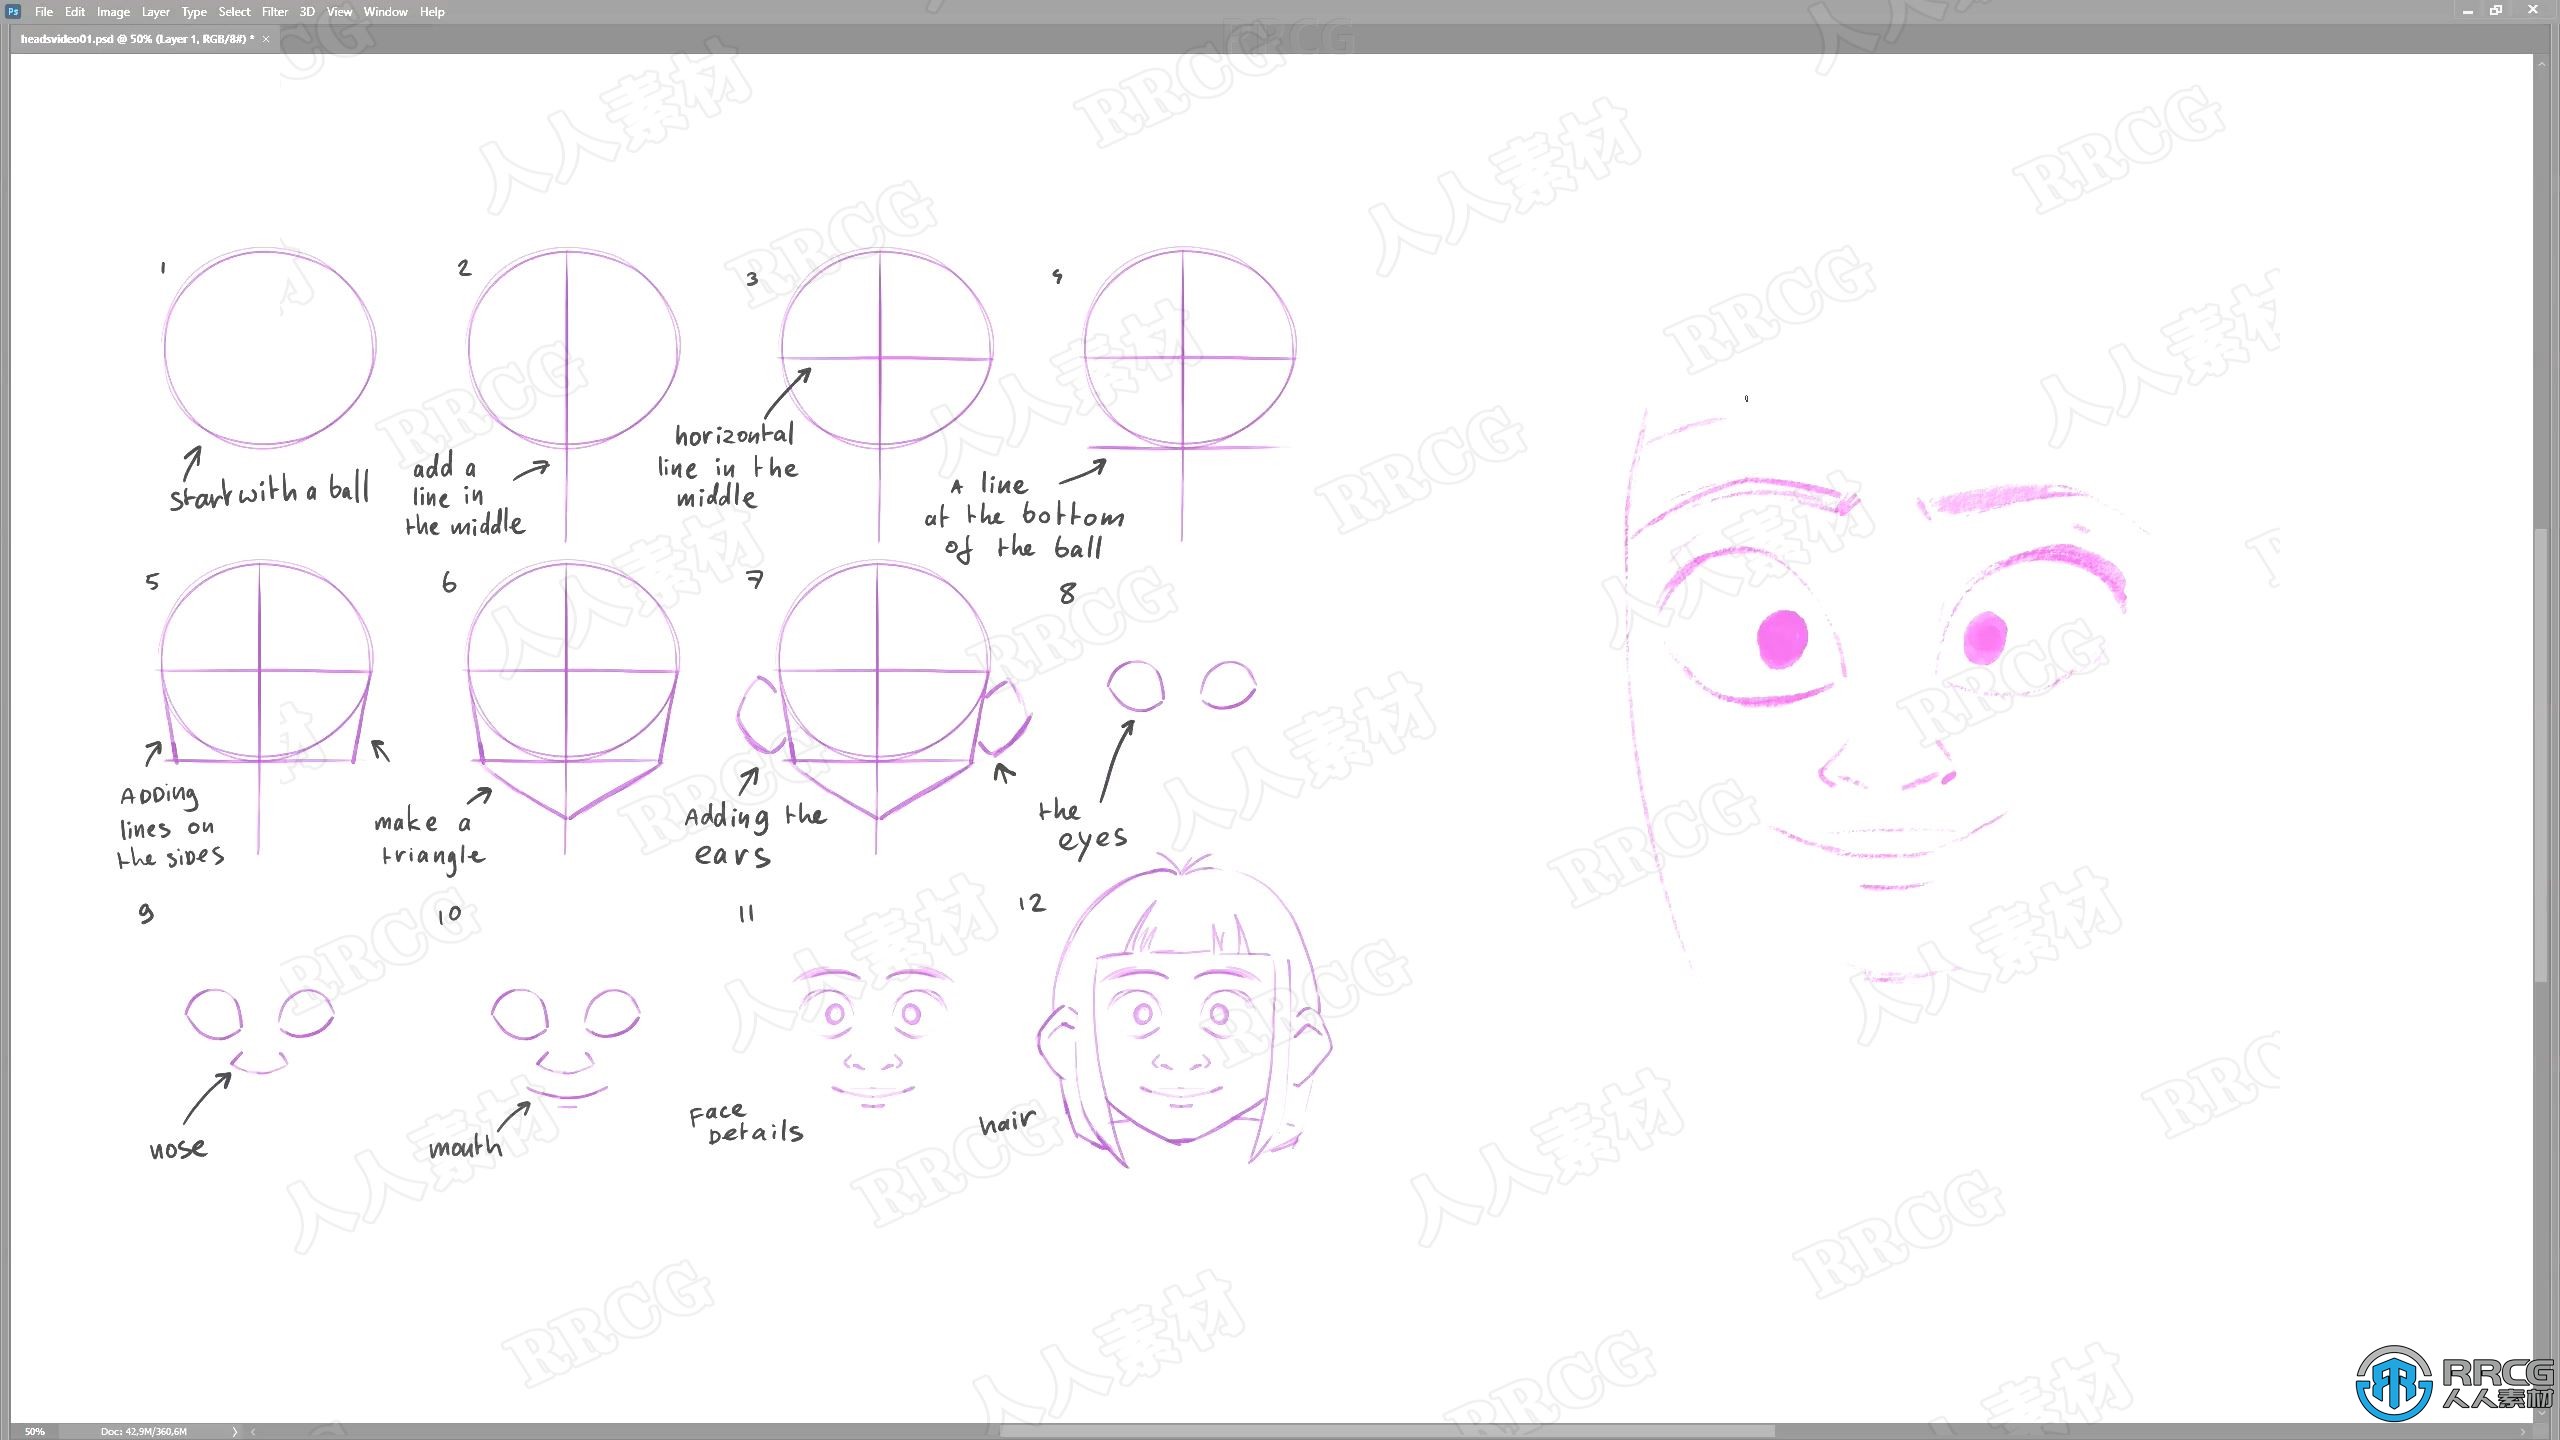 Ps File Edit Image Layer Type Select Filter 3D View Window Help
headsvideo01.psd @ 50% (Layer 1, RGB/8#) * ×
1
2
3
4
start with a ball
add a
line in
the middle
horizontal
line in the
middle
A line
at the bottom
of the ball
5
6
7
8
ADDing
lines on
the sides
make a
triangle
Adding the
ears
the
eyes
9
10
11
12
nose
mouth
Face
Details
hair
RRCG
人人素材
50%
Doc: 42,9M/360,6M